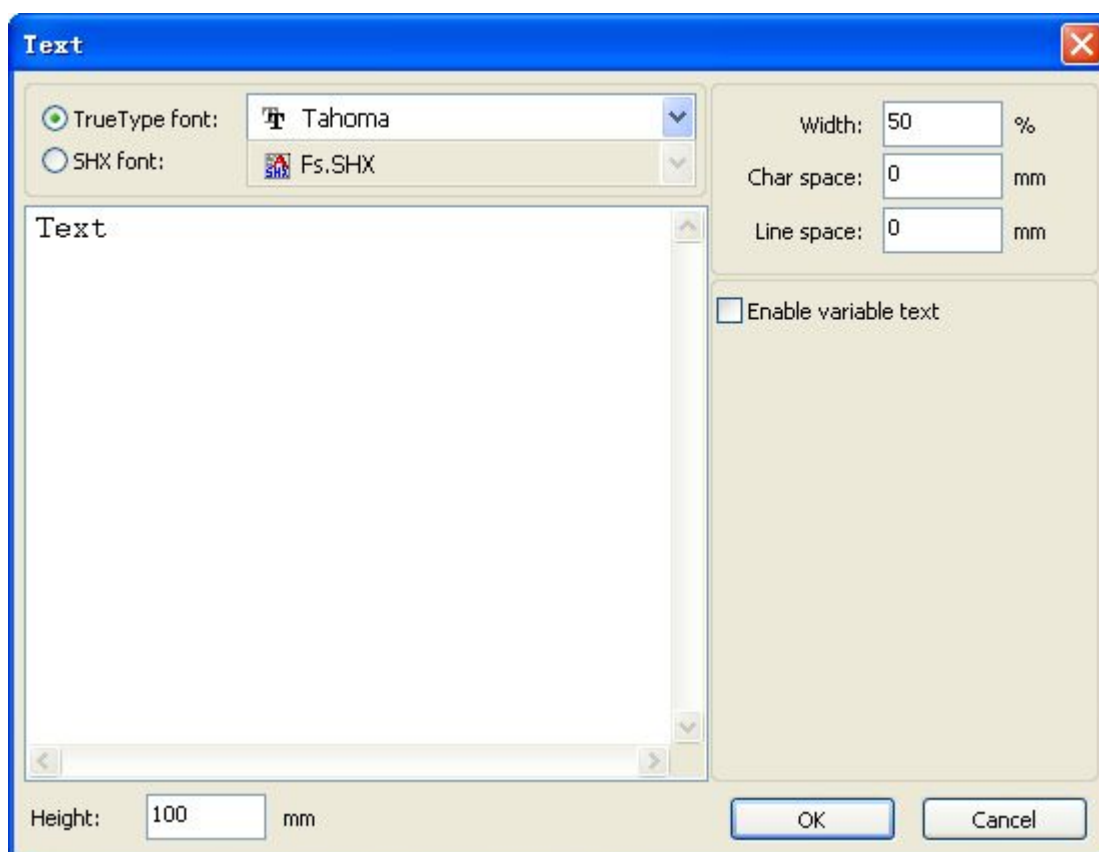 Text
TrueType font: Tahoma
SHX font: Fs.SHX
Width: 50 %
Char space: 0 mm
Line space: 0 mm
Text
Enable variable text
Height: 100 mm
OK Cancel